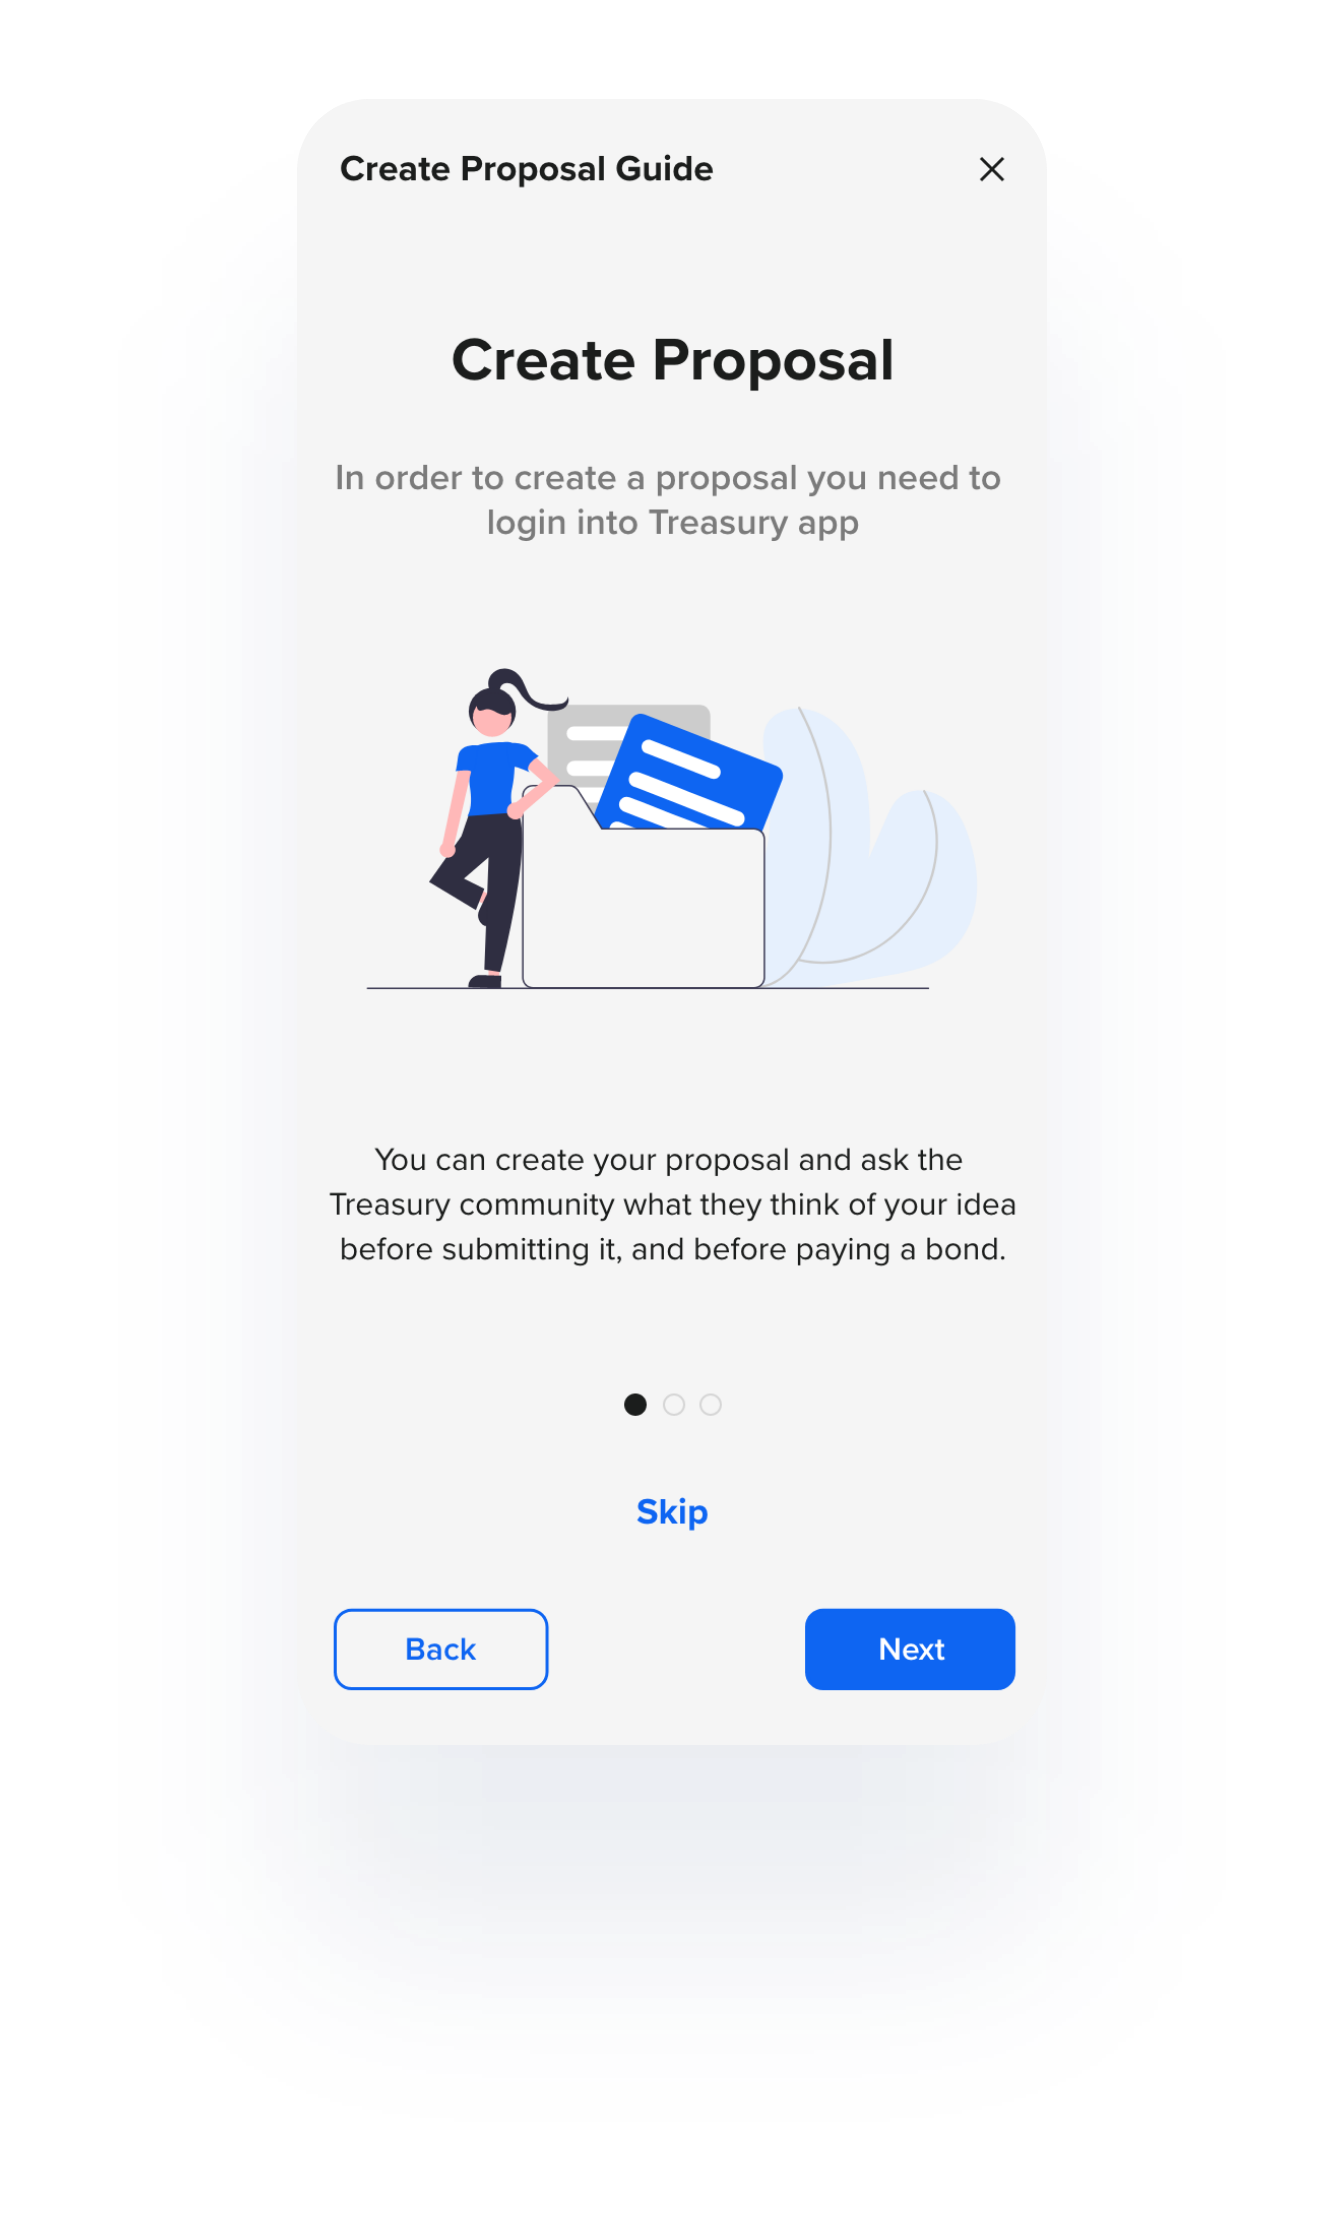 Create Proposal Guide
Create Proposal
In order to create a proposal you need to
login into Treasury app
You can create your proposal and ask the
Treasury community what they think of your idea
before submitting it, and before paying a bond.
Skip
Back
Next